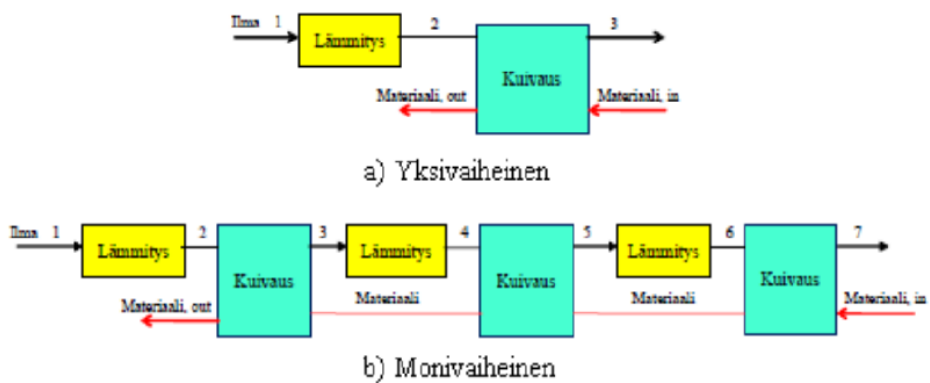 Ilma 1
Lämmitys
2
Kuivaus
3
Materiaali, out
Materiaali, in
a) Yksivaiheinen
Ilma 1
Lämmitys
2
Kuivaus
3
Lämmitys
4
Kuivaus
5
Lämmitys
6
Kuivaus
7
Materiaali, out
Materiaali
Materiaali
Materiaali, in
b) Monivaiheinen